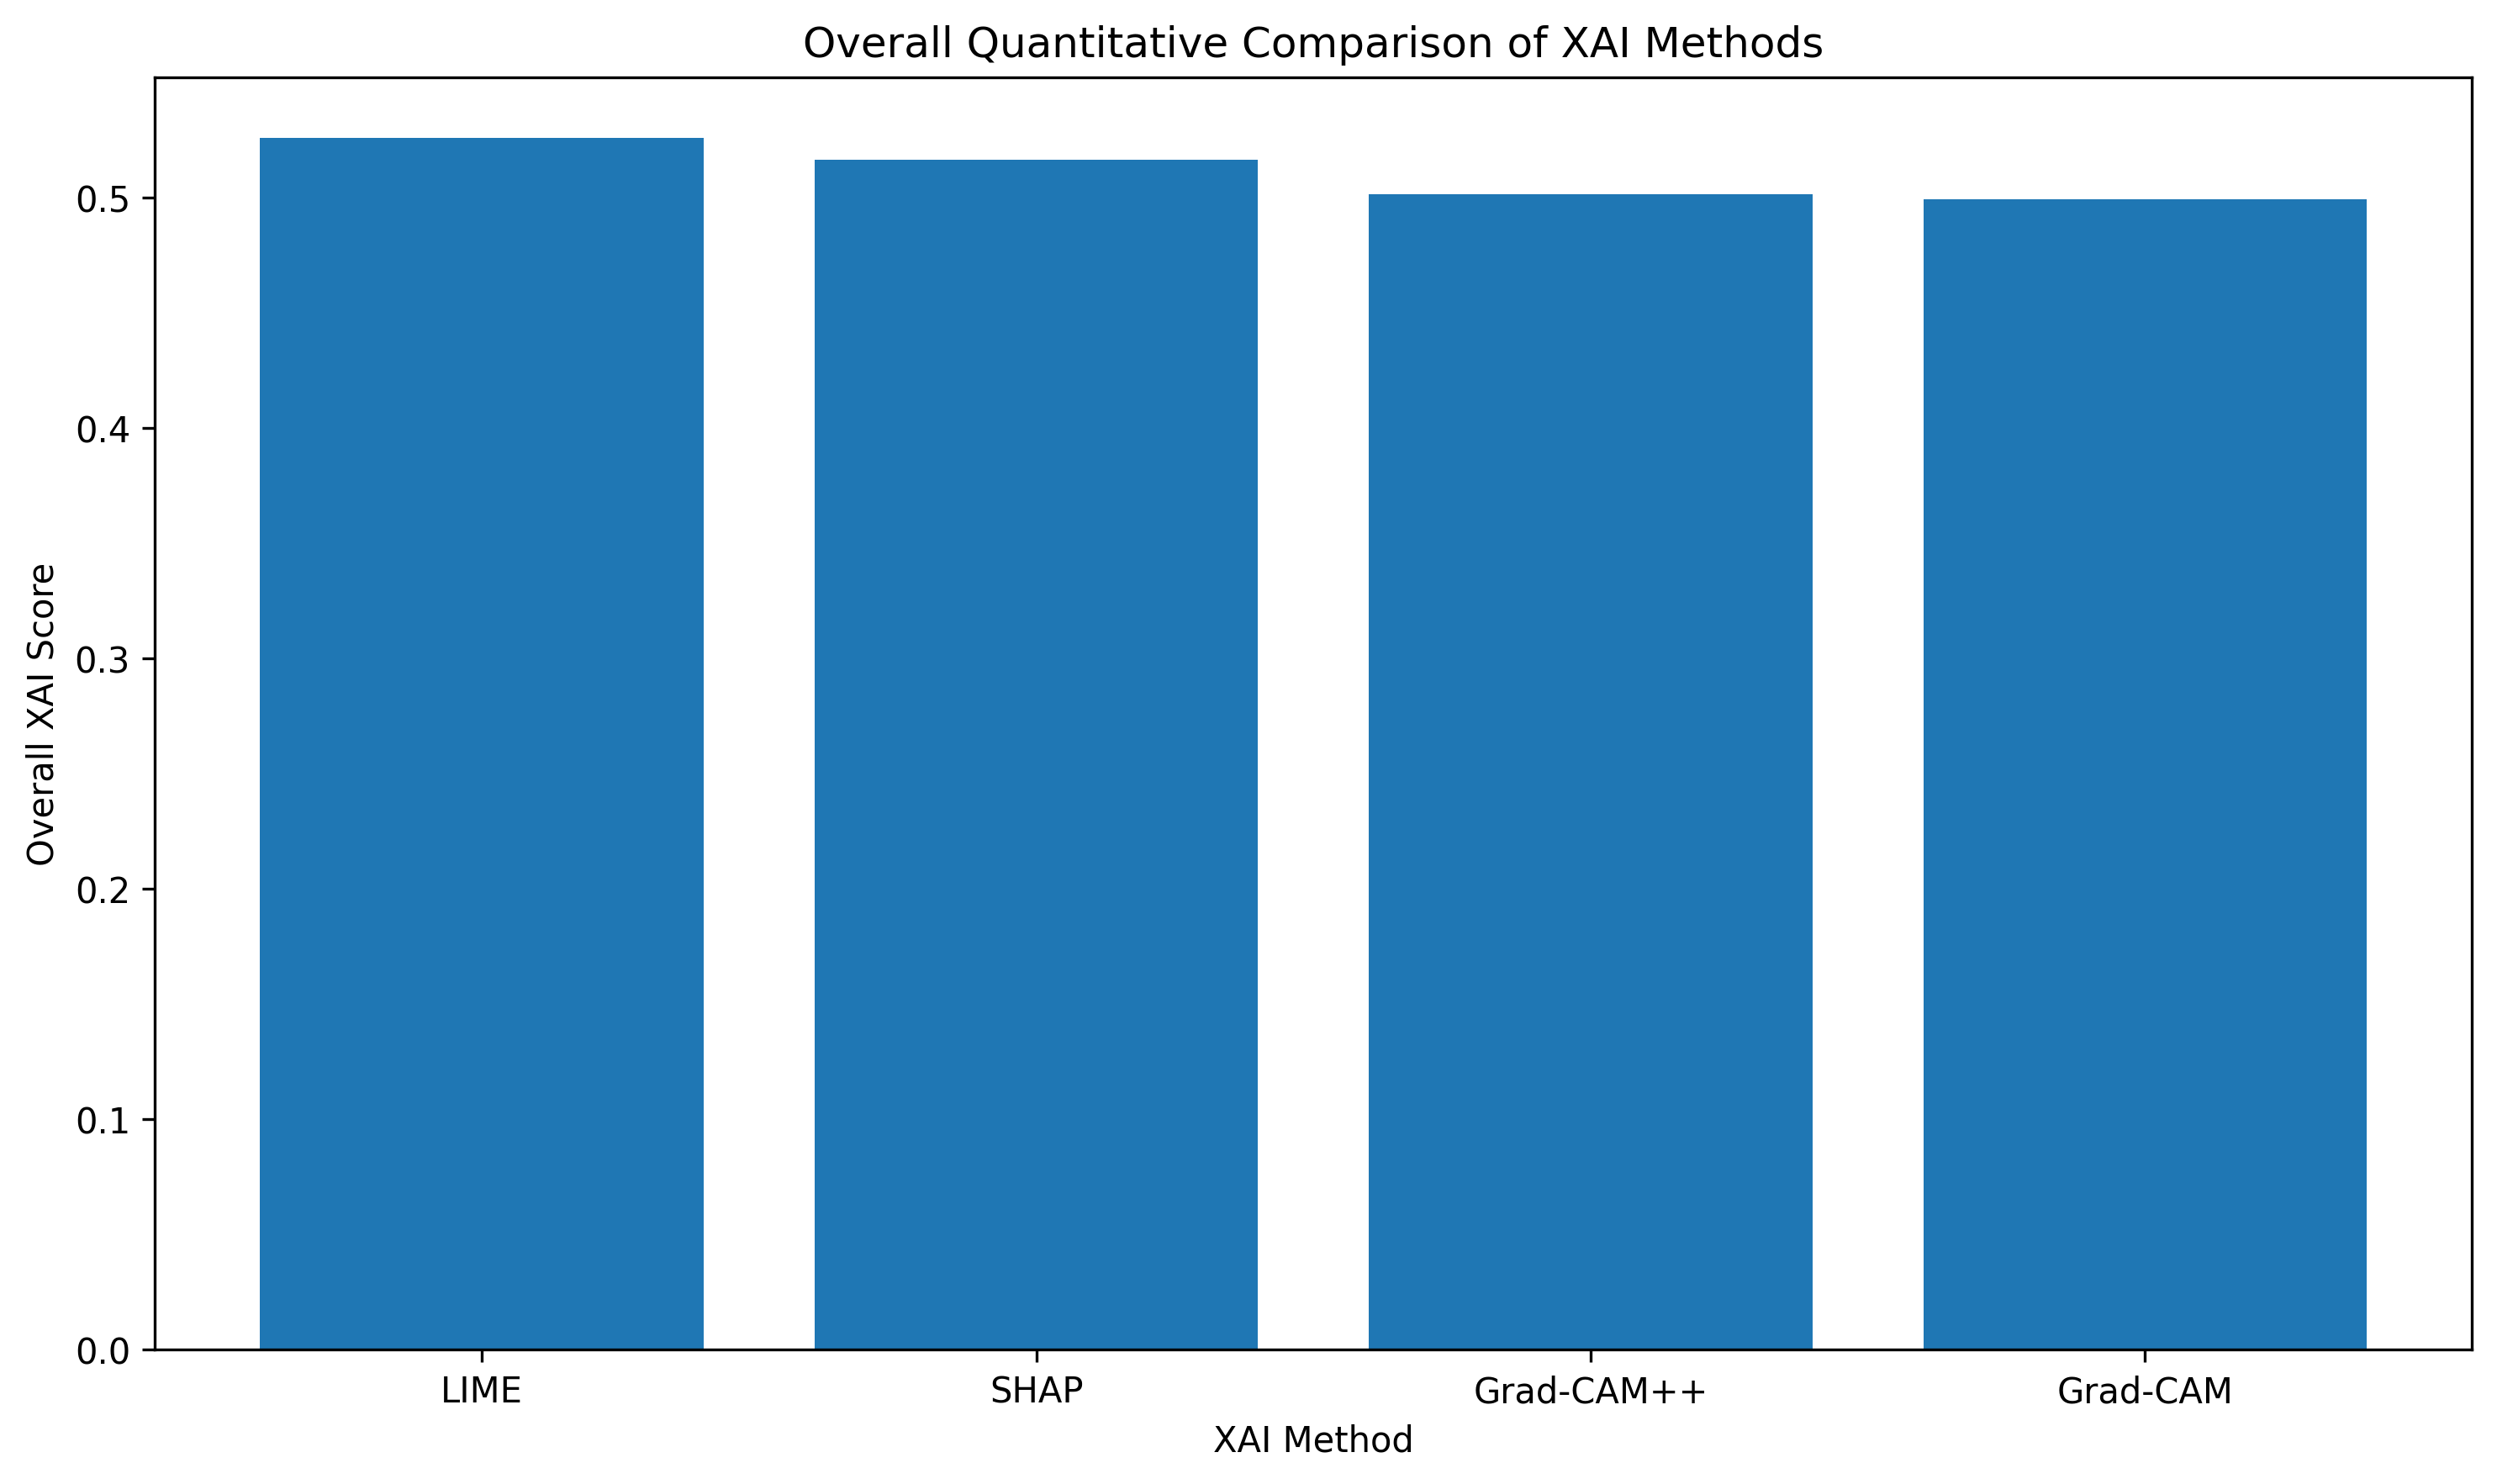 Overall Quantitative Comparison of XAI Methods
Overall XAI Score
0.5
0.4
0.3
0.2
0.1
0.0
LIME SHAP Grad-CAM++ Grad-CAM
XAI Method